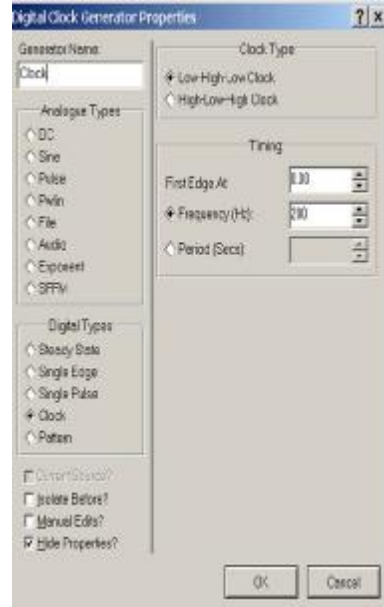 Digital Clock Generator Properties
Generator Name:
Clock
Analogue Types
DC
Sine
Pulse
Pwlin
File
Audio
Exponent
SFFM
Digital Types
Steady State
Single Edge
Single Pulse
Clock
Pattern
Current Source?
Isolate Before?
Manual Edits?
Hide Properties?
Clock Type
Low-High-Low Clock
High-Low-High Clock
Timing
First Edge At
Frequency (Hz):
200
Period (Secs):
OK
Cancel